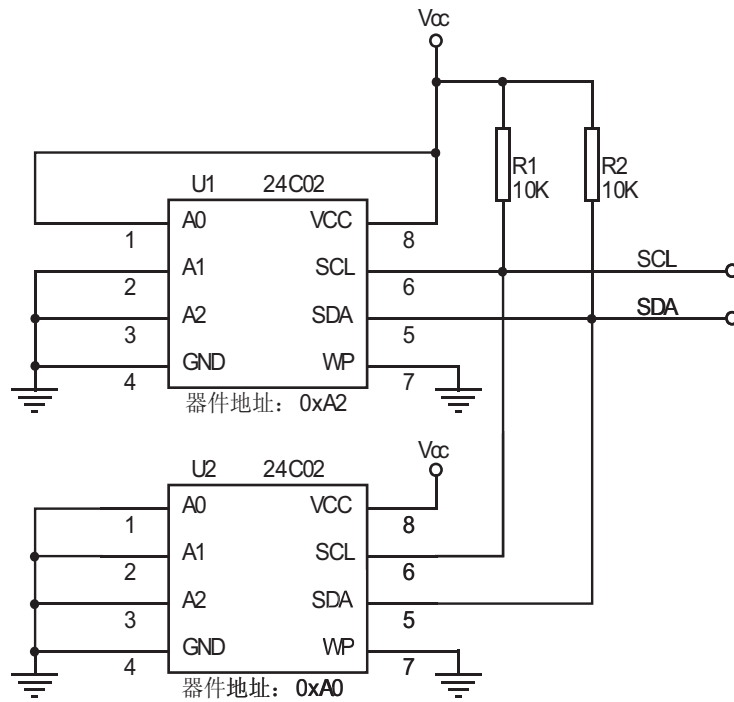 Vcc
R1
10K
R2
10K
U1 24C02
A0 VCC
1 8
A1 SCL
2 6
A2 SDA
3 5
GND WP
4 7
SCL
SDA
器件地址：0xA2
Vcc
U2 24C02
A0 VCC
1 8
A1 SCL
2 6
A2 SDA
3 5
GND WP
4 7
器件地址：0xA0